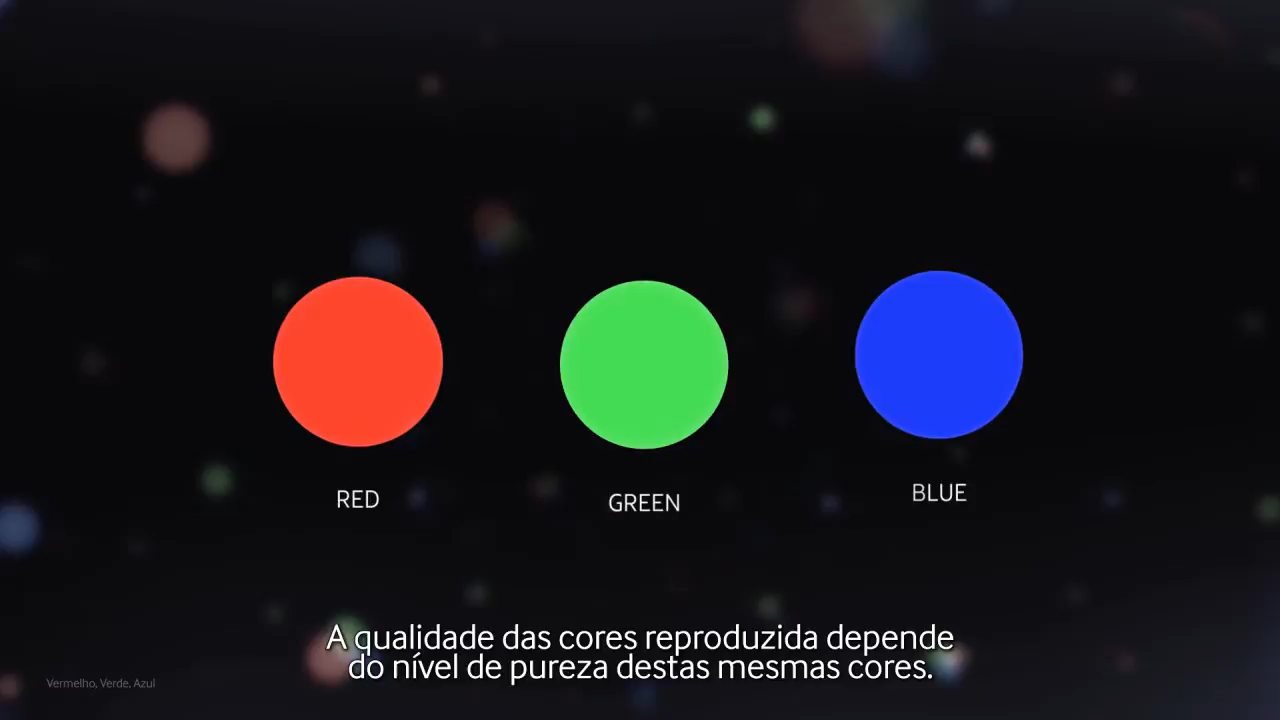 RED
GREEN
BLUE
A qualidade das cores reproduzida depende
do nível de pureza destas mesmas cores.
Vermelho, Verde, Azul